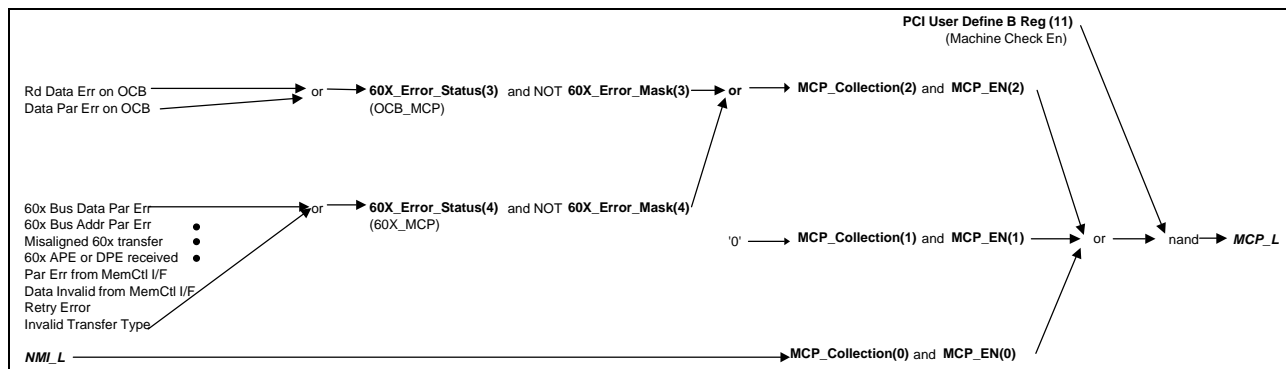 PCI User Define B Reg (11)
(Machine Check En)
Rd Data Err on OCB
Data Par Err on OCB
or
60X_Error_Status(3) and NOT 60X_Error_Mask(3)
(OCB_MCP)
or
MCP_Collection(2) and MCP_EN(2)
60x Bus Data Par Err
60x Bus Addr Par Err
Misaligned 60x transfer
60x APE or DPE received
Par Err from MemCtl I/F
Data Invalid from MemCtl I/F
Retry Error
Invalid Transfer Type
or
60X_Error_Status(4) and NOT 60X_Error_Mask(4)
(60X_MCP)
'0'
MCP_Collection(1) and MCP_EN(1)
or
nand
MCP_L
NMI_L
MCP_Collection(0) and MCP_EN(0)